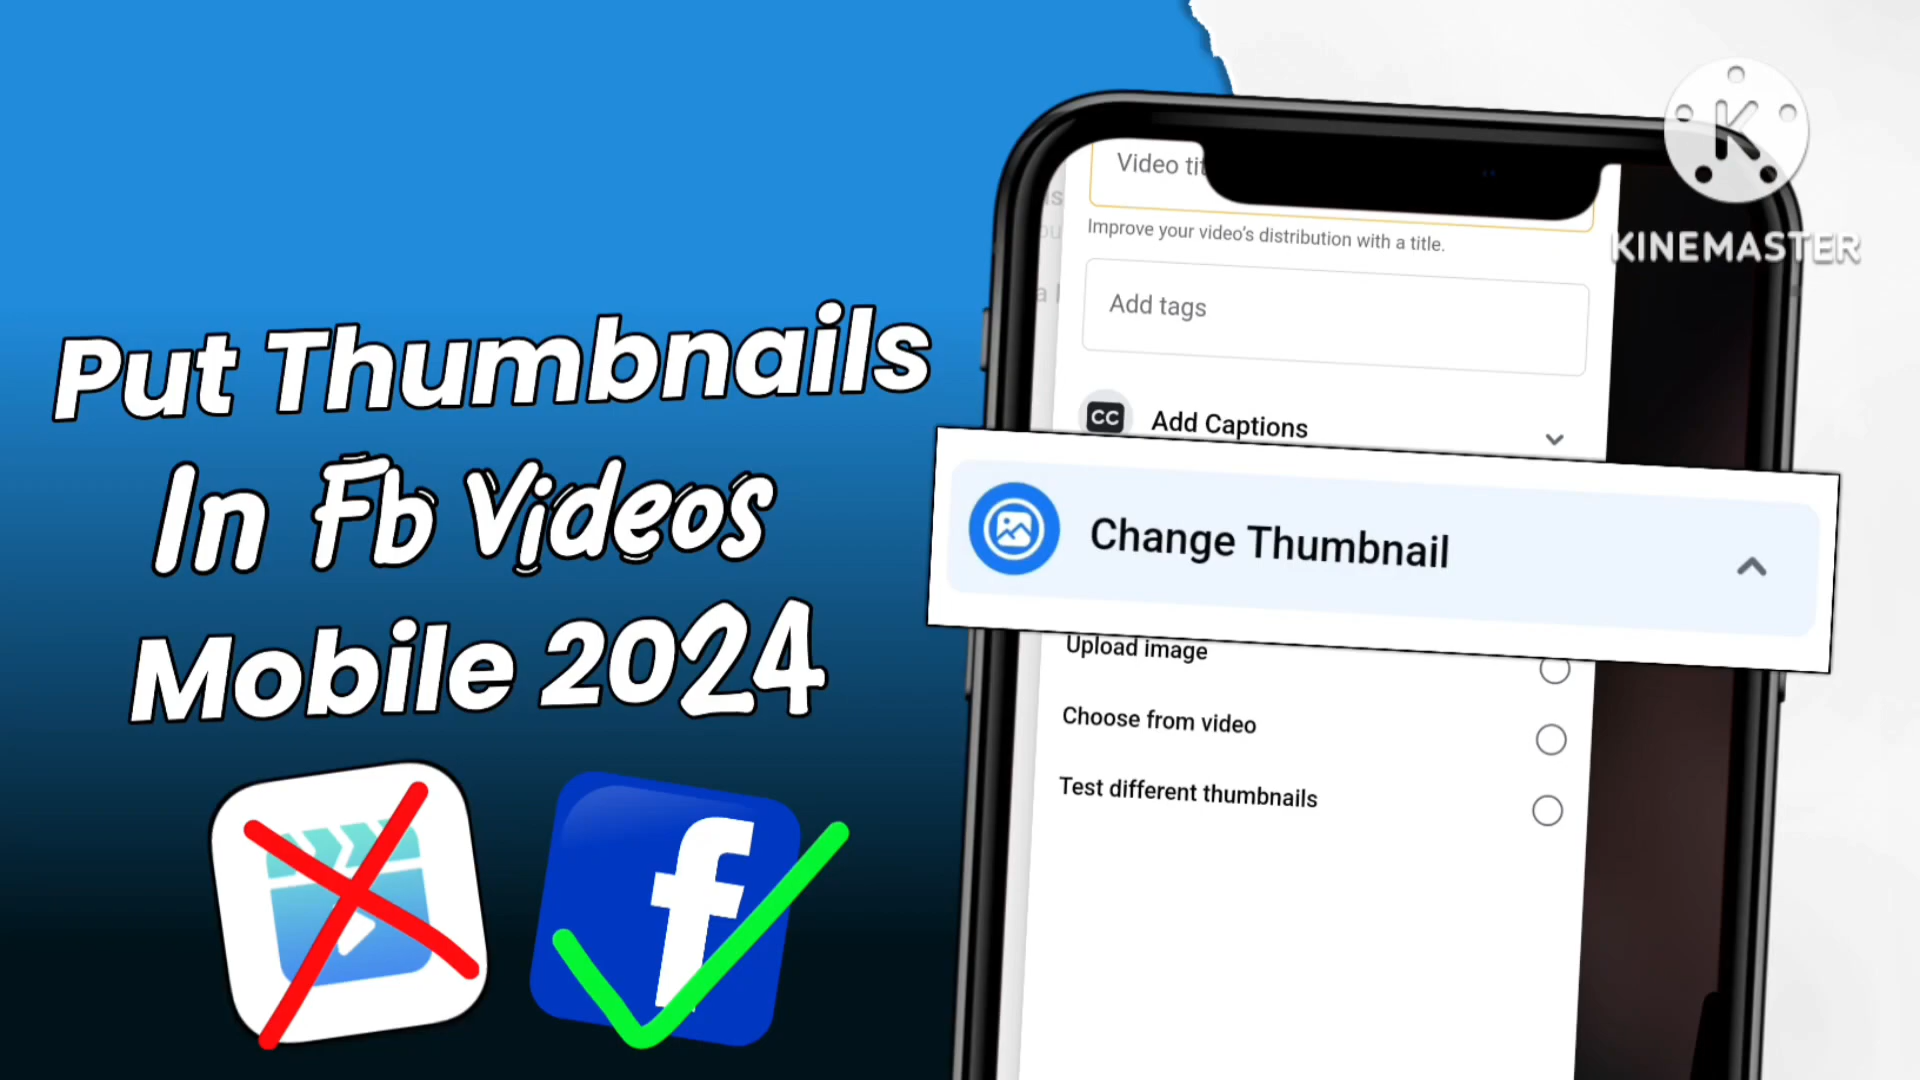 Put Thumbnails
In Fb Videos
Mobile 2024
KINEMASTER
Video
Improve your video's distribution with a title.
Add tags
CC Add Captions
Change Thumbnail
Upload image
Choose from video
Test different thumbnails